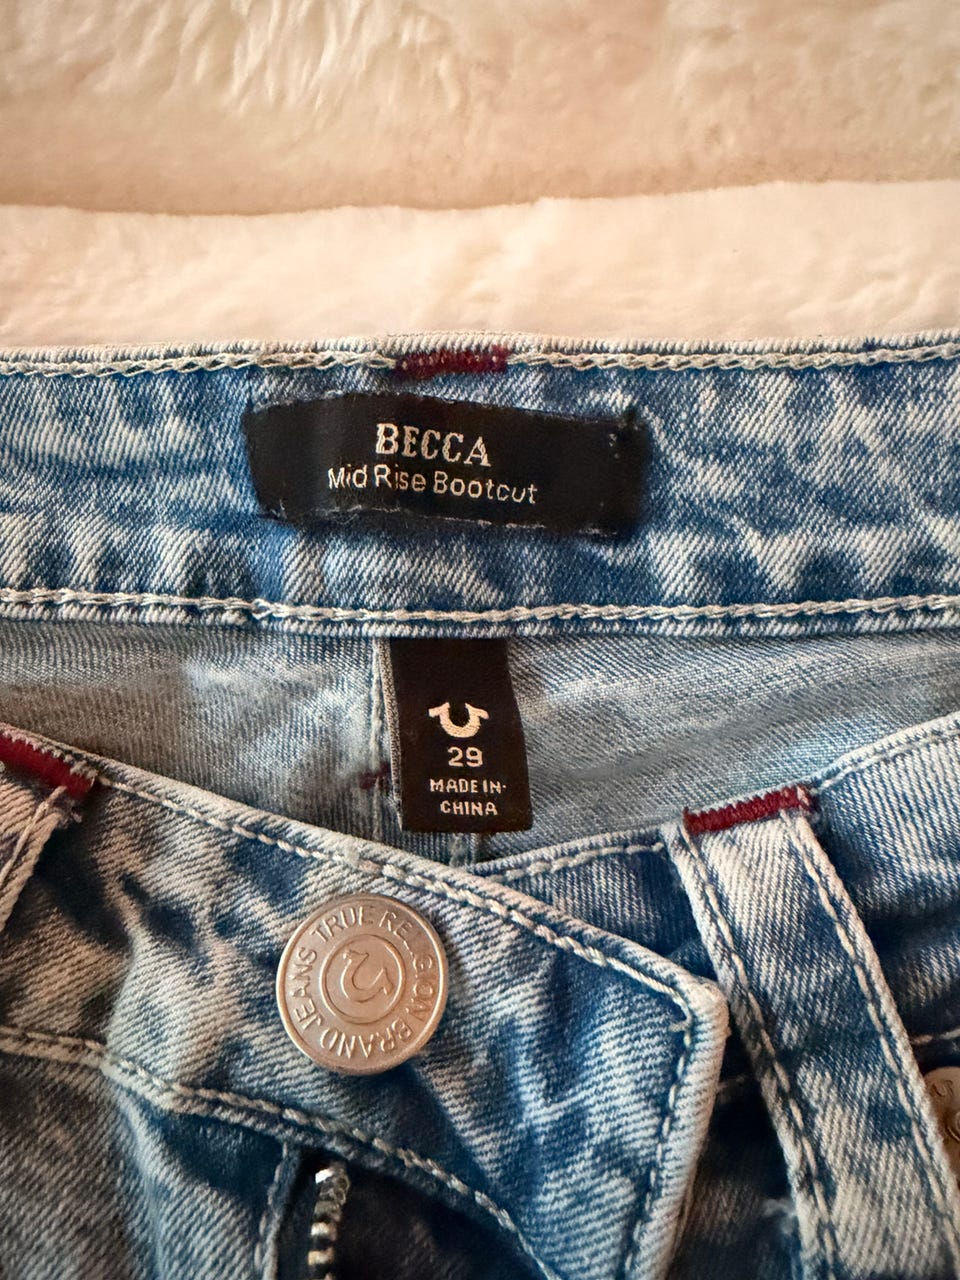 BECCA
Mid Rise Bootcut
29
MADE IN
CHINA
TRUE RELIGION BRAND JEANS